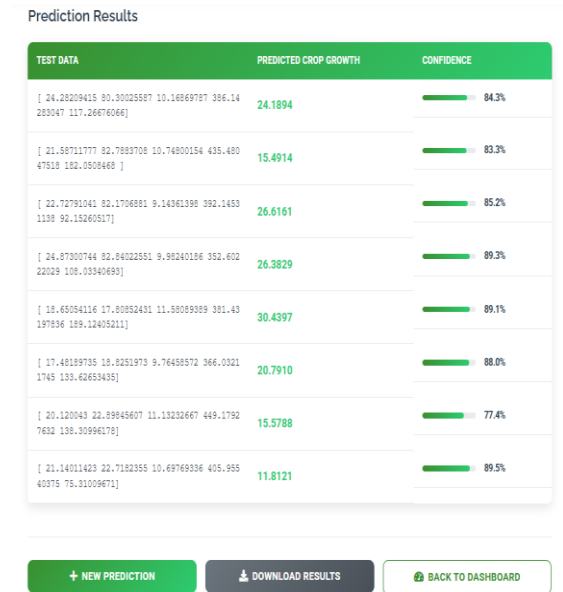 Prediction Results
TEST DATA PREDICTED CROP GROWTH CONFIDENCE
[ 24.28209415 80.30025587 10.16869787 386.14
283047 117.26676066]
24.1894
84.3%
[ 21.58711777 82.7883708 10.74800154 435.480
47518 182.0508468 ]
15.4914
83.3%
[ 22.72791041 82.1706881 9.14361398 392.1453
1138 92.15260517]
26.6161
85.2%
[ 24.87300744 82.84022551 9.98240186 352.602
22029 108.03340693]
26.3829
89.3%
[ 18.65054116 17.80852431 11.58089389 381.43
197836 189.12405211]
30.4397
89.1%
[ 17.48189735 18.8251973 9.76458572 366.0321
1745 133.62653435]
20.7910
88.0%
[ 20.120043 22.89845607 11.13232667 449.1792
7632 138.30996178]
15.5788
77.4%
[ 21.14011423 22.7182355 10.69769336 405.955
40375 75.31009671]
11.8121
89.5%
+ NEW PREDICTION DOWNLOAD RESULTS BACK TO DASHBOARD